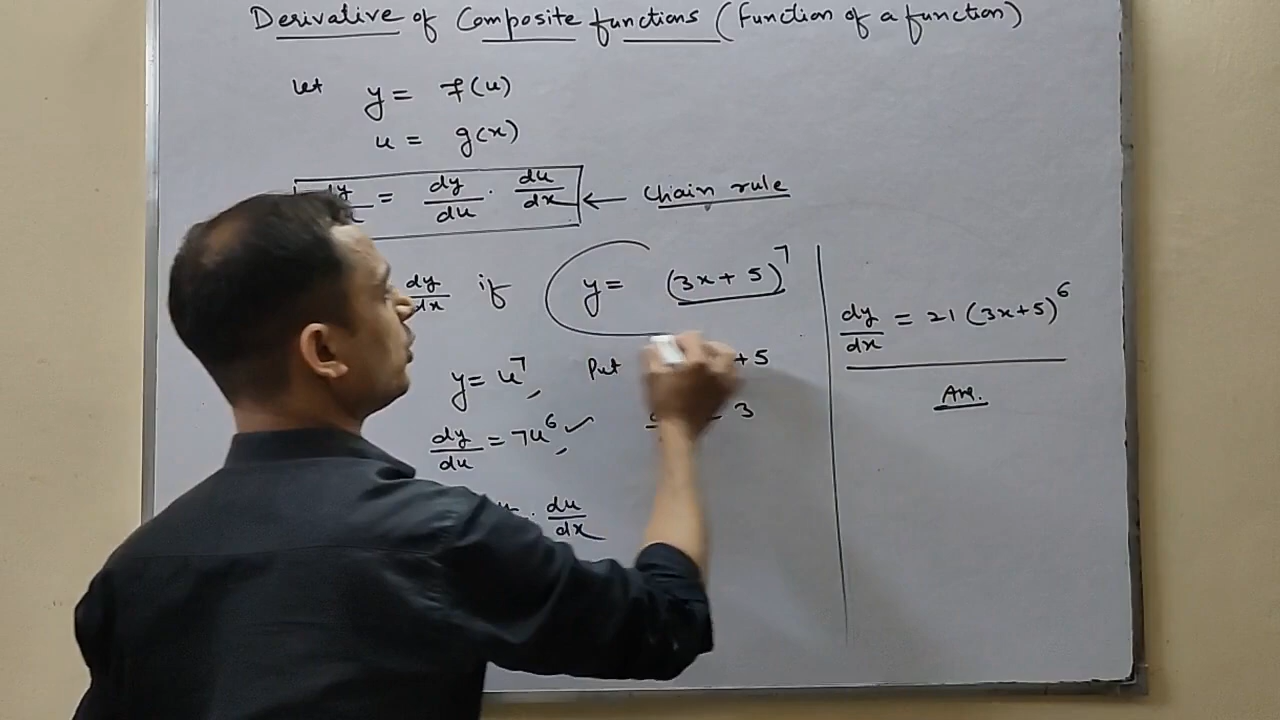 Derivative of Composite functions (Function of a function)
Let y = f(u)
u = g(x)
= dy/du . du/dx ← Chain rule
dy/dx if y = (3x + 5)^7
y = u^7, Put + 5
dy/du = 7u^6 ✓, 3
. du/dx
dy/dx = 21 (3x+5)^6
Ans.